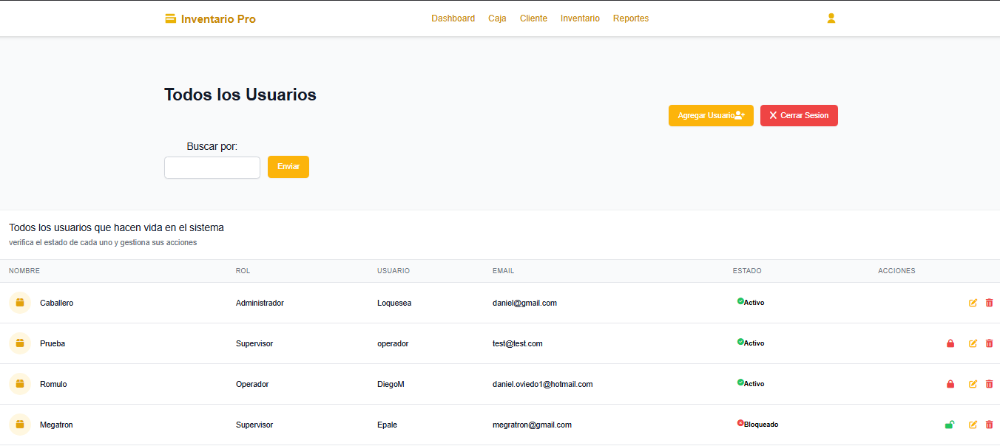 Inventario Pro
Dashboard Caja Cliente Inventario Reportes
Todos los Usuarios
Agregar Usuario Cerrar Sesion
Buscar por:
Enviar
Todos los usuarios que hacen vida en el sistema
verifica el estado de cada uno y gestiona sus acciones
NOMBRE ROL USUARIO EMAIL ESTADO ACCIONES
Caballero Administrador Loquesea daniel@gmail.com Activo
Prueba Supervisor operador test@test.com Activo
Romulo Operador DiegoM daniel.oviedo1@hotmail.com Activo
Megatron Supervisor Epale megratron@gmail.com Bloqueado